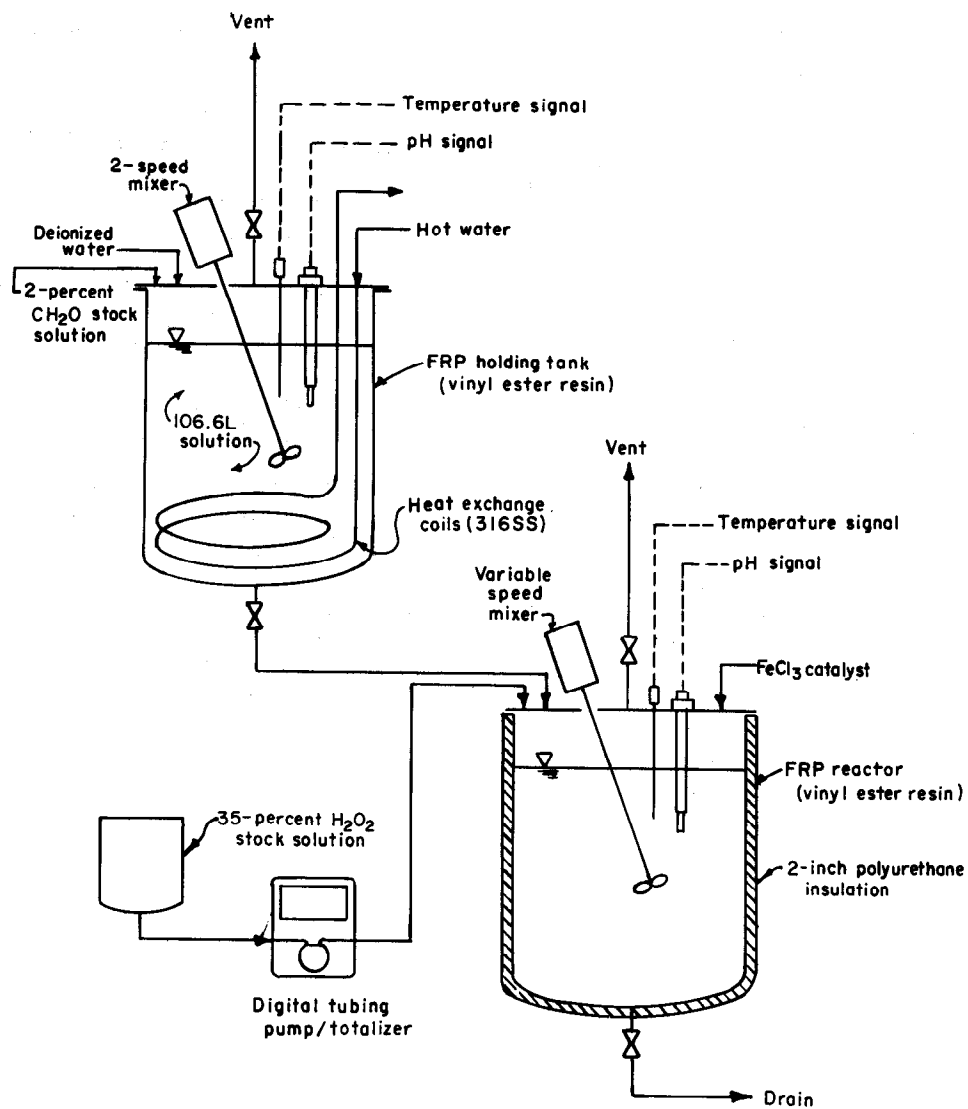 Vent
Temperature signal
pH signal
2-speed
mixer
Hot water
Deionized
water
2-percent
CH₂O stock
solution
FRP holding tank
(vinyl ester resin)
106.6L
solution
Vent
Heat exchange
coils (316SS)
Temperature signal
pH signal
Variable
speed
mixer
FeCl₃ catalyst
FRP reactor
(vinyl ester resin)
35-percent H₂O₂
stock solution
2-inch polyurethane
insulation
Digital tubing
pump/totalizer
Drain